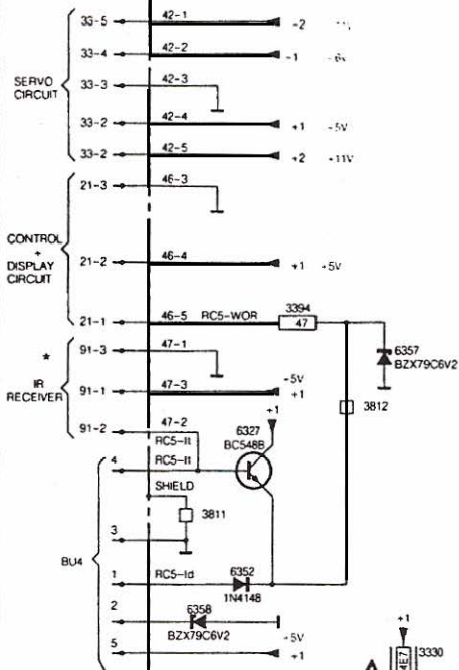 33-5 42-1 -2
33-4 42-2 -1 -6v
SERVO
CIRCUIT
33-3 42-3
33-2 42-4 +1 +5V
33-2 42-5 +2 +11V
21-3 46-3
CONTROL
+
DISPLAY
CIRCUIT
21-2 46-4 +1 +5V
21-1 46-5 RC5-WOR 3394
47
91-3 47-1
6357
BZX79C6V2
*
IR
RECEIVER
91-1 47-3 -5V
+1
3812
91-2 47-2 +1
RC5-It
6327
BC548B
4 RC5-It
SHIELD
3811
3
BU4
1 RC5-Id 6352
1N4148
2 6358
BZX79C6V2
5 -5V
+1
+1
4E7 3330